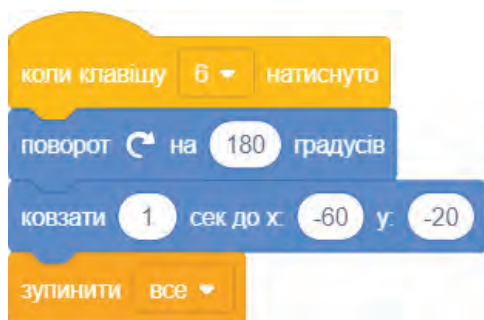 коли клавішу 6 натиснуто
поворот на 180 градусів
ковзати 1 сек до x: -60 y: -20
зупинити все